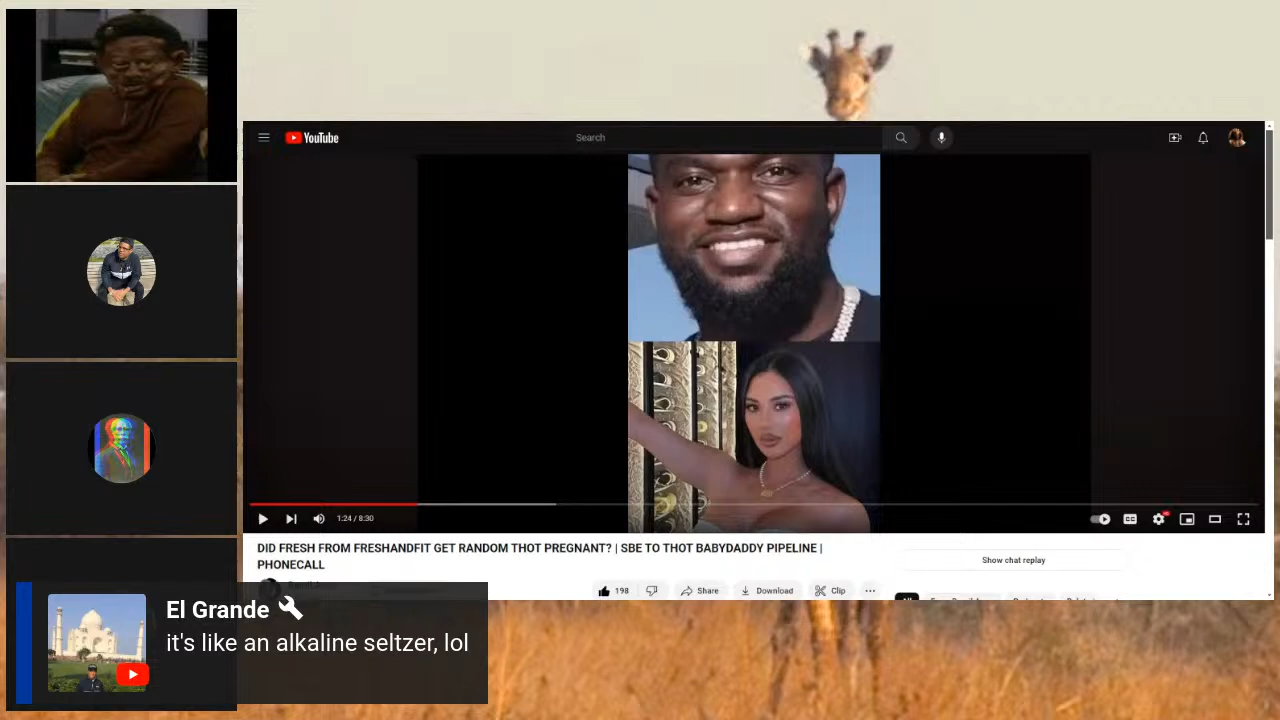 YouTube
Search
1:24 / 8:30
DID FRESH FROM FRESHANDFIT GET RANDOM THOT PREGNANT? | SBE TO THOT BABYDADDY PIPELINE |
PHONECALL
Show chat replay
198
Share
Download
Clip
El Grande
it's like an alkaline seltzer, lol